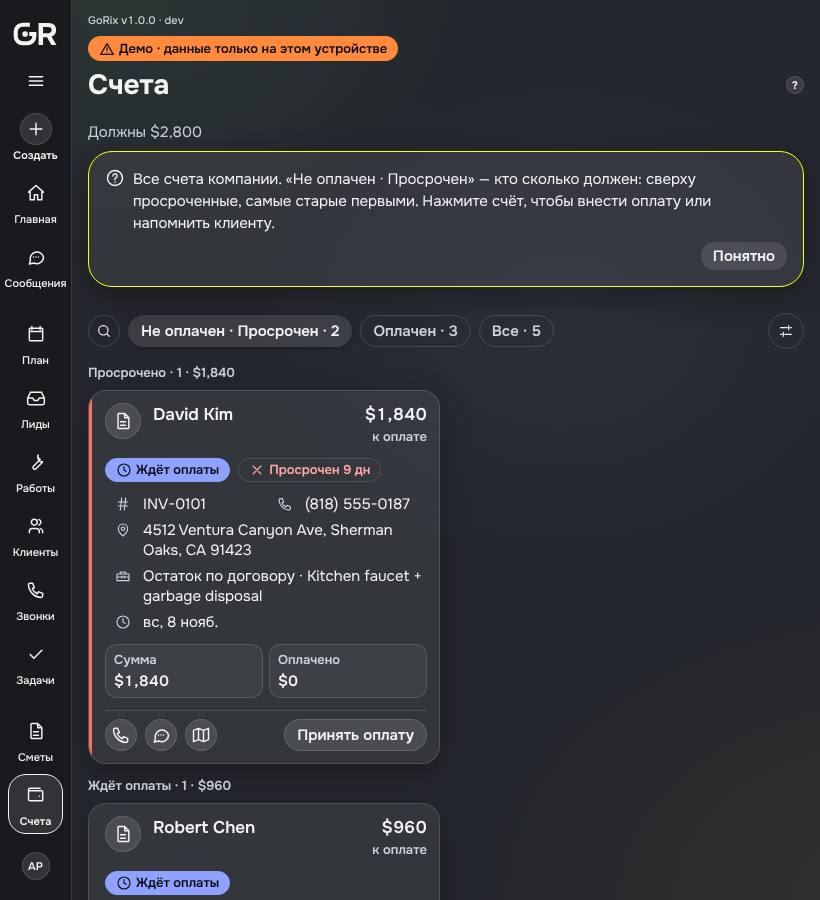 GR
GoRix v1.0.0 · dev
Демо · данные только на этом устройстве
Счета
?
Должны $2,800
Все счета компании. «Не оплачен · Просрочен» — кто сколько должен: сверху
просроченные, самые старые первыми. Нажмите счёт, чтобы внести оплату или
напомнить клиенту.
Понятно
Создать
Главная
Сообщения
План
Лиды
Работы
Клиенты
Звонки
Задачи
Сметы
Счета
AP
Не оплачен · Просрочен · 2
Оплачен · 3
Все · 5
Просрочено · 1 · $1,840
David Kim
$1,840
к оплате
Ждёт оплаты
Просрочен 9 дн
INV-0101
(818) 555-0187
4512 Ventura Canyon Ave, Sherman
Oaks, CA 91423
Остаток по договору · Kitchen faucet +
garbage disposal
вс, 8 нояб.
Сумма
$1,840
Оплачено
$0
Принять оплату
Ждёт оплаты · 1 · $960
Robert Chen
$960
к оплате
Ждёт оплаты